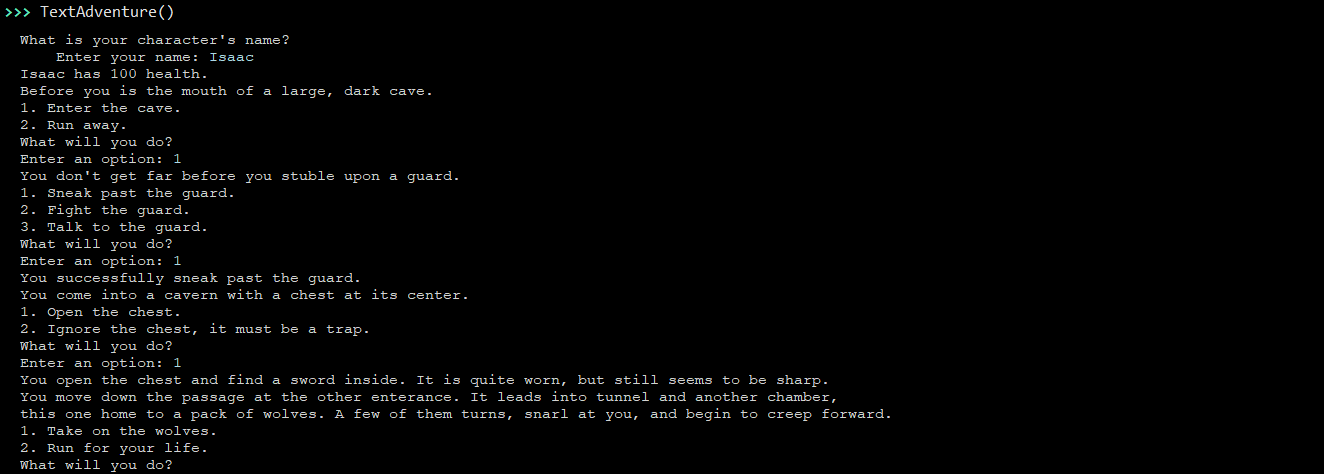 >>> TextAdventure()
What is your character's name?
Enter your name: Isaac
Isaac has 100 health.
Before you is the mouth of a large, dark cave.
1. Enter the cave.
2. Run away.
What will you do?
Enter an option: 1
You don't get far before you stuble upon a guard.
1. Sneak past the guard.
2. Fight the guard.
3. Talk to the guard.
What will you do?
Enter an option: 1
You successfully sneak past the guard.
You come into a cavern with a chest at its center.
1. Open the chest.
2. Ignore the chest, it must be a trap.
What will you do?
Enter an option: 1
You open the chest and find a sword inside. It is quite worn, but still seems to be sharp.
You move down the passage at the other enterance. It leads into tunnel and another chamber,
this one home to a pack of wolves. A few of them turns, snarl at you, and begin to creep forward.
1. Take on the wolves.
2. Run for your life.
What will you do?